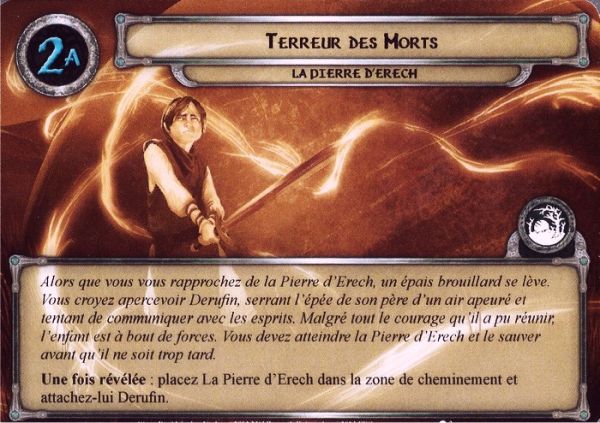 2A
Terreur des Morts
La Pierre d'Erech
Alors que vous vous rapprochez de la Pierre d'Erech, un épais brouillard se lève.
Vous croyez apercevoir Derufin, serrant l'épée de son père d'un air apeuré et
tentant de communiquer avec les esprits. Malgré tout le courage qu'il a pu réunir,
l'enfant est à bout de forces. Vous devez atteindre la Pierre d'Erech et le sauver
avant qu'il ne soit trop tard.
Une fois révélée : placez La Pierre d'Erech dans la zone de cheminement et
attachez-lui Derufin.